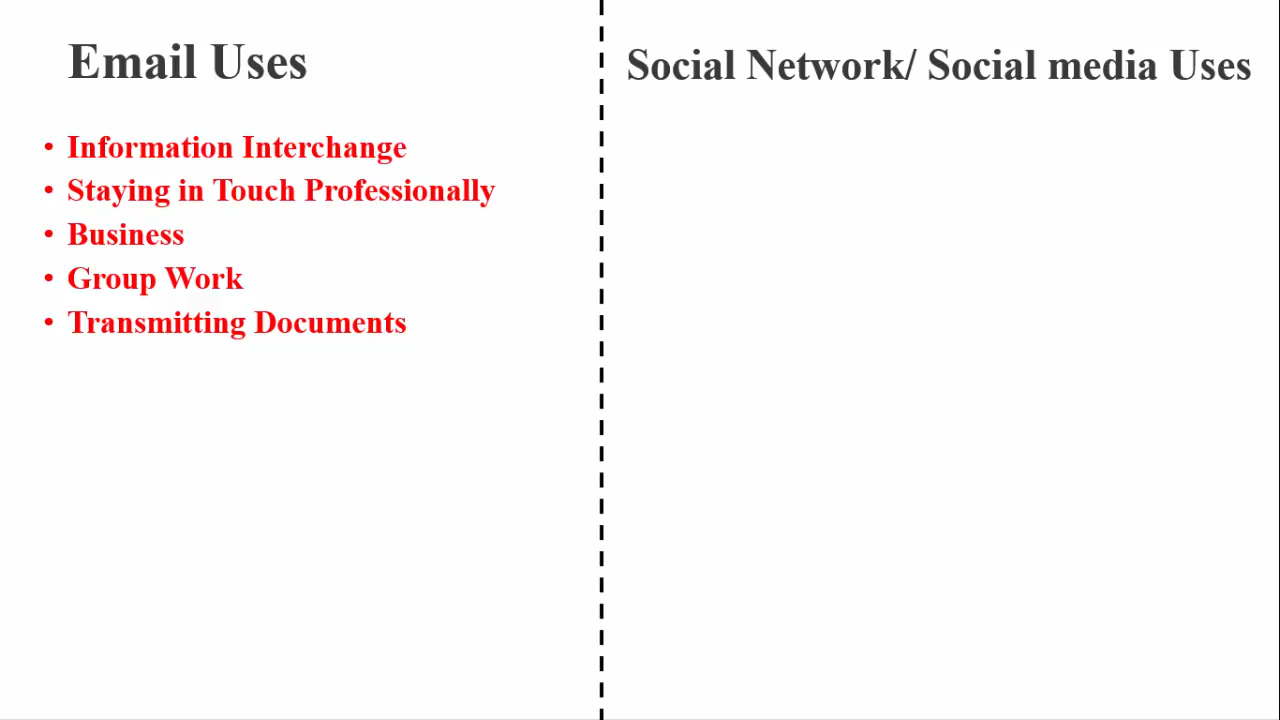 Email Uses
• Information Interchange
• Staying in Touch Professionally
• Business
• Group Work
• Transmitting Documents
Social Network/ Social media Uses